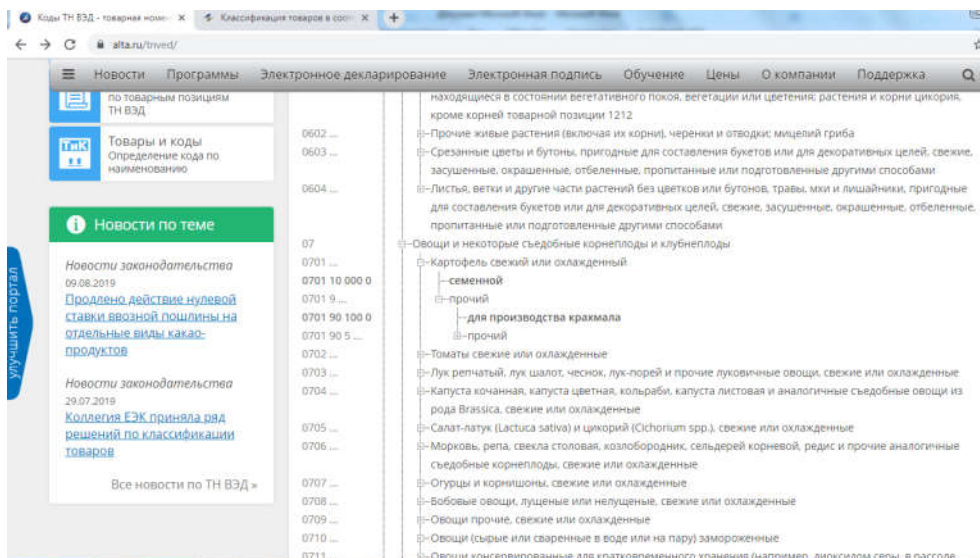 Коды ТН ВЭД - товарная номен
Классификация товаров в соот
alta.ru/tnved/
Новости Программы Электронное декларирование Электронная подпись Обучение Цены О компании Поддержка
по товарным позициям
ТН ВЭД
ТиК
Товары и коды
Определение кода по
наименованию
Новости по теме
Новости законодательства
09.08.2019
Продлено действие нулевой
ставки ввозной пошлины на
отдельные виды какао-
продуктов
Новости законодательства
29.07.2019
Коллегия ЕЭК приняла ряд
решений по классификации
товаров
Все новости по ТН ВЭД »
улучшить портал
находящиеся в состоянии вегетативного покоя, вегетации или цветения; растения и корни цикория,
кроме корней товарной позиции 1212
0602 ... Прочие живые растения (включая их корни), черенки и отводки; мицелий гриба
0603 ... Срезанные цветы и бутоны, пригодные для составления букетов или для декоративных целей, свежие,
засушенные, окрашенные, отбеленные, пропитанные или подготовленные другими способами
0604 ... Листья, ветки и другие части растений без цветков или бутонов, травы, мхи и лишайники, пригодные
для составления букетов или для декоративных целей, свежие, засушенные, окрашенные, отбеленные,
пропитанные или подготовленные другими способами
07 Овощи и некоторые съедобные корнеплоды и клубнеплоды
0701 ... Картофель свежий или охлажденный
0701 10 000 0 семенной
0701 9 ... прочий
0701 90 100 0 для производства крахмала
0701 90 5 ... прочий
0702 ... Томаты свежие или охлажденные
0703 ... Лук репчатый, лук шалот, чеснок, лук-порей и прочие луковичные овощи, свежие или охлажденные
0704 ... Капуста кочанная, капуста цветная, кольраби, капуста листовая и аналогичные съедобные овощи из
рода Brassica, свежие или охлажденные
0705 ... Салат-латук (Lactuca sativa) и цикорий (Cichorium spp.), свежие или охлажденные
0706 ... Морковь, репа, свекла столовая, козлобородник, сельдерей корневой, редис и прочие аналогичные
съедобные корнеплоды, свежие или охлажденные
0707 ... Огурцы и корнишоны, свежие или охлажденные
0708 ... Бобовые овощи, лущеные или нелущеные, свежие или охлажденные
0709 ... Овощи прочие, свежие или охлажденные
0710 ... Овощи (сырые или сваренные в воде или на пару) замороженные
0711 ... Овощи консервированные для кратковременного хранения (например, диоксидом серы, в рассоле,